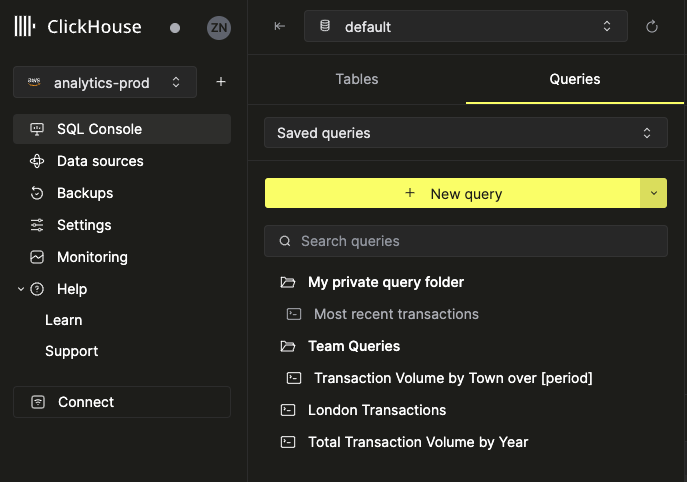 ClickHouse
ZN
aws analytics-prod
SQL Console
Data sources
Backups
Settings
Monitoring
Help
Learn
Support
Connect
default
Tables Queries
Saved queries
+ New query
Search queries
My private query folder
Most recent transactions
Team Queries
Transaction Volume by Town over [period]
London Transactions
Total Transaction Volume by Year